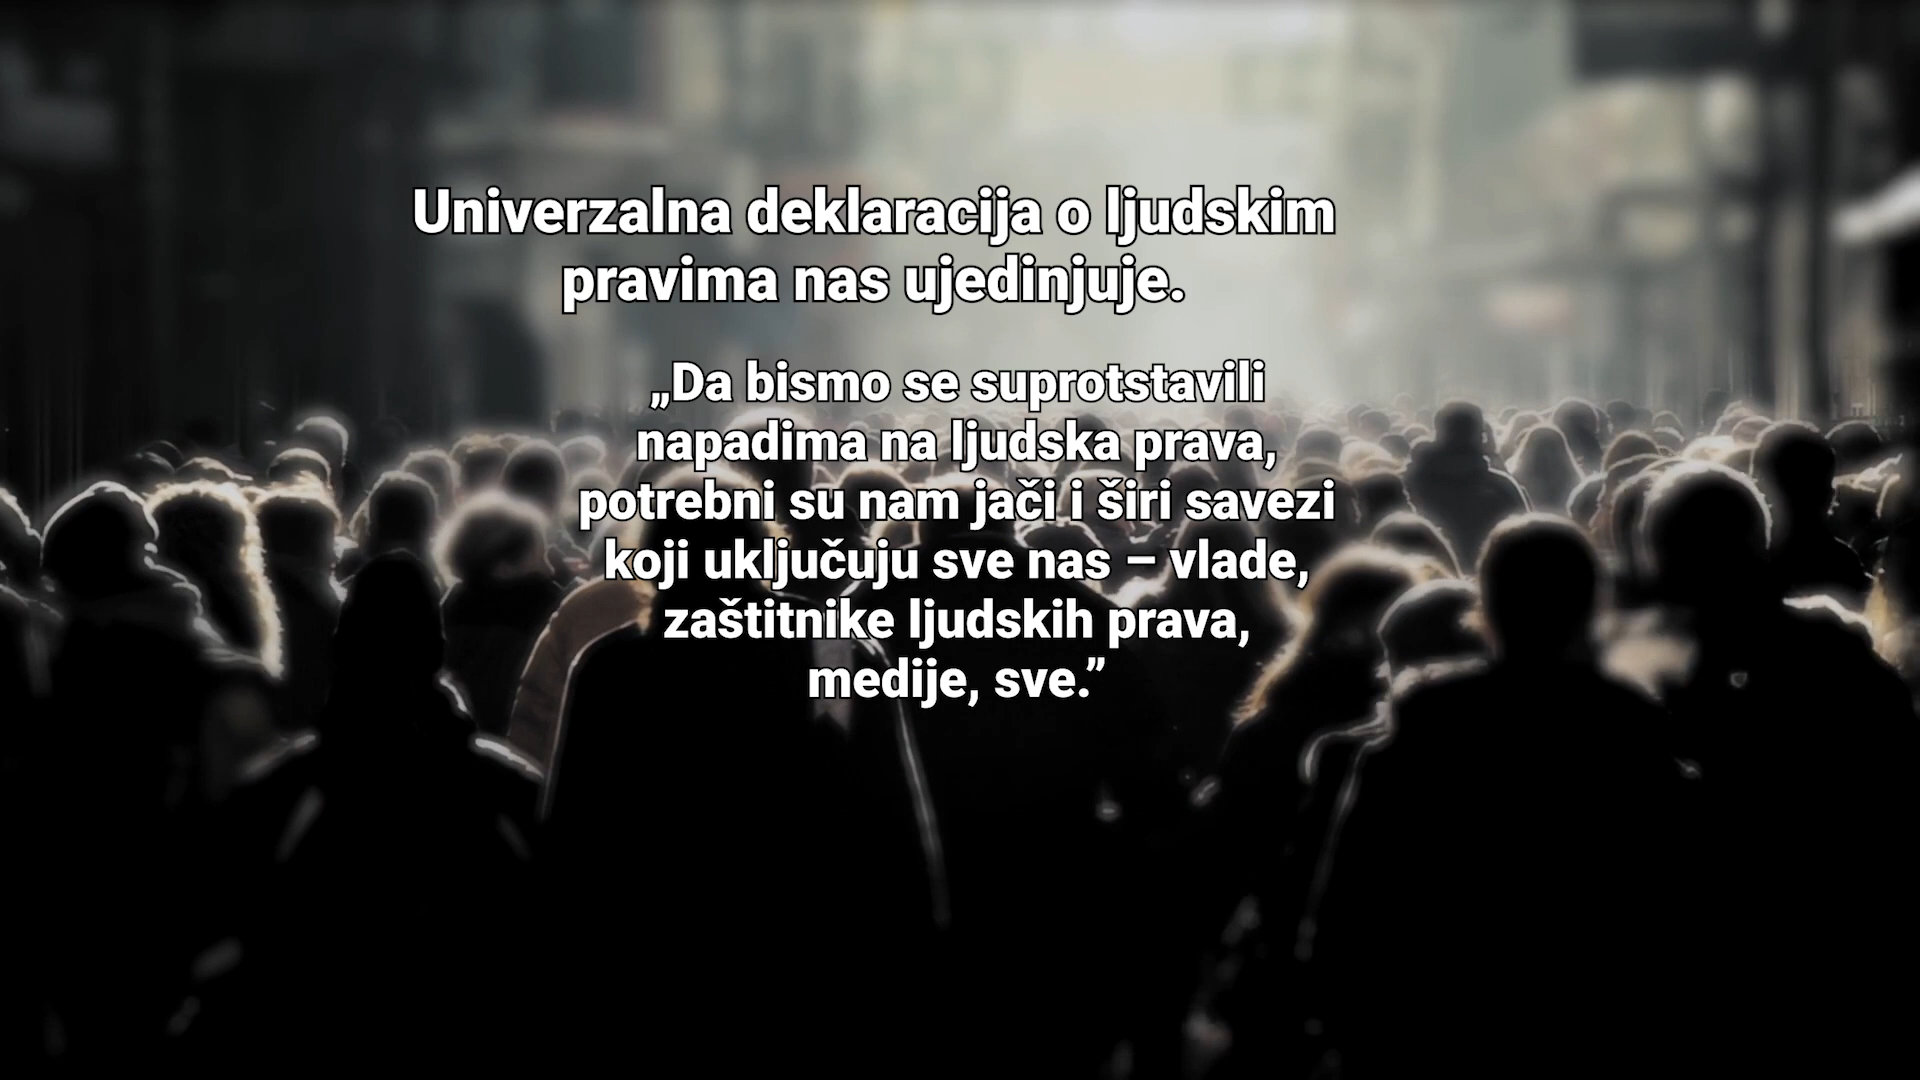 Univerzalna deklaracija o ljudskim
pravima nas ujedinjuje.
„Da bismo se suprotstavili
napadima na ljudska prava,
potrebni su nam jači i širi savezi
koji uključuju sve nas – vlade,
zaštitnike ljudskih prava,
medije, sve.”